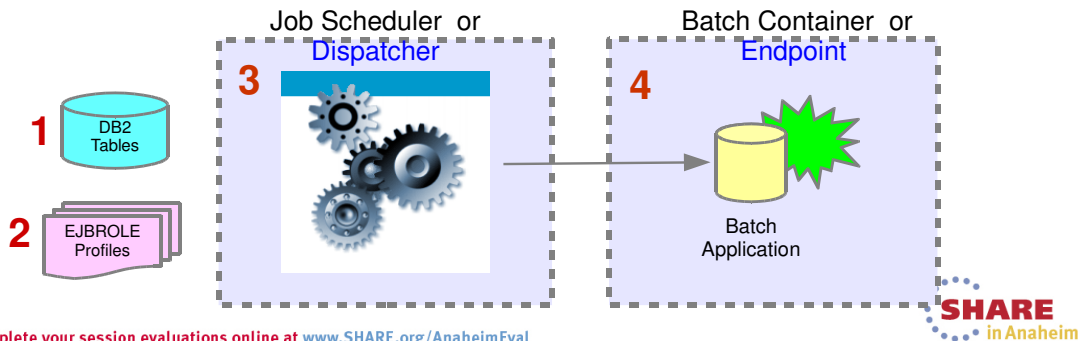 Job Scheduler or
Dispatcher
Batch Container or
Endpoint
1
DB2
Tables
2
EJBROLE
Profiles
3
4
Batch
Application
SHARE
in Anaheim
plete your session evaluations online at www.SHARE.org/AnaheimEval